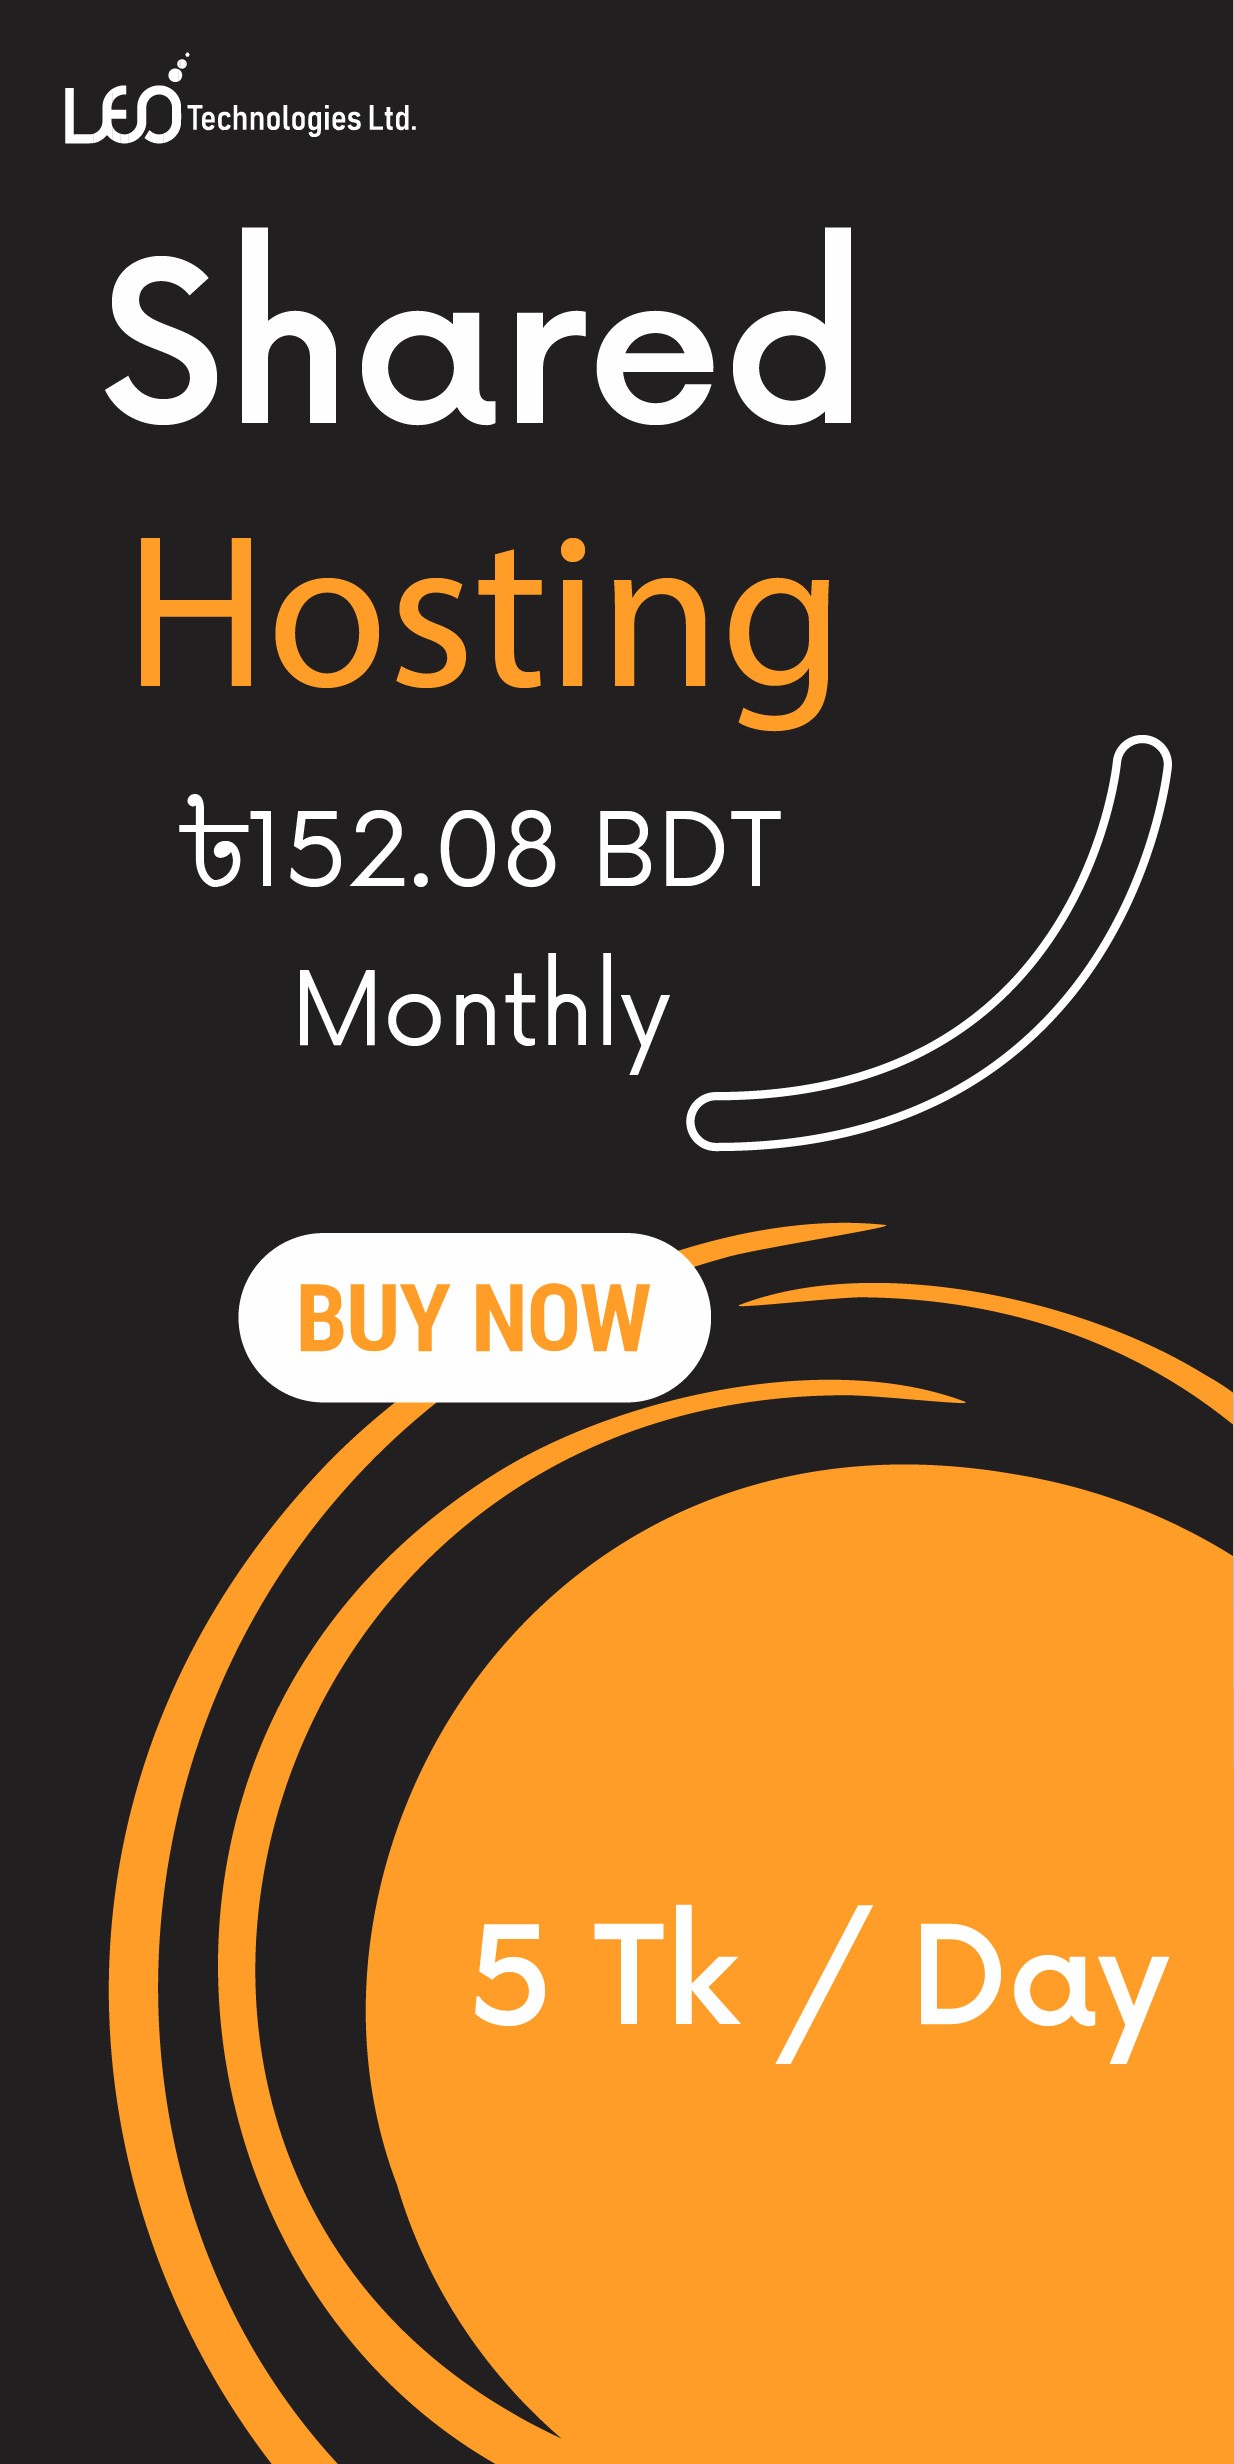 LEO Technologies Ltd.
Shared
Hosting
৳152.08 BDT
Monthly
BUY NOW
5 Tk / Day